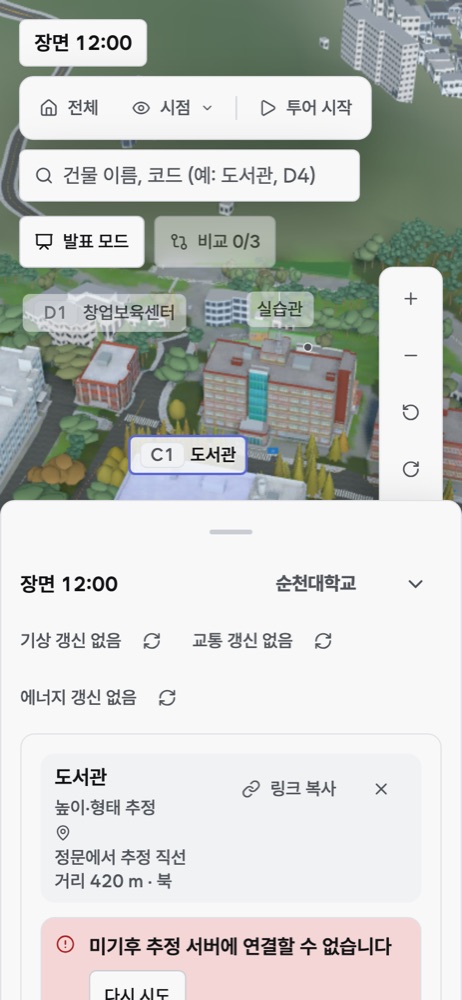 장면 12:00
전체 시점 투어 시작
건물 이름, 코드 (예: 도서관, D4)
발표 모드 비교 0/3
D1 창업보육센터 실습관
C1 도서관
장면 12:00 순천대학교
기상 갱신 없음 교통 갱신 없음
에너지 갱신 없음
도서관
링크 복사
높이·형태 추정
정문에서 추정 직선
거리 420 m · 북
미기후 추정 서버에 연결할 수 없습니다
다시 시도